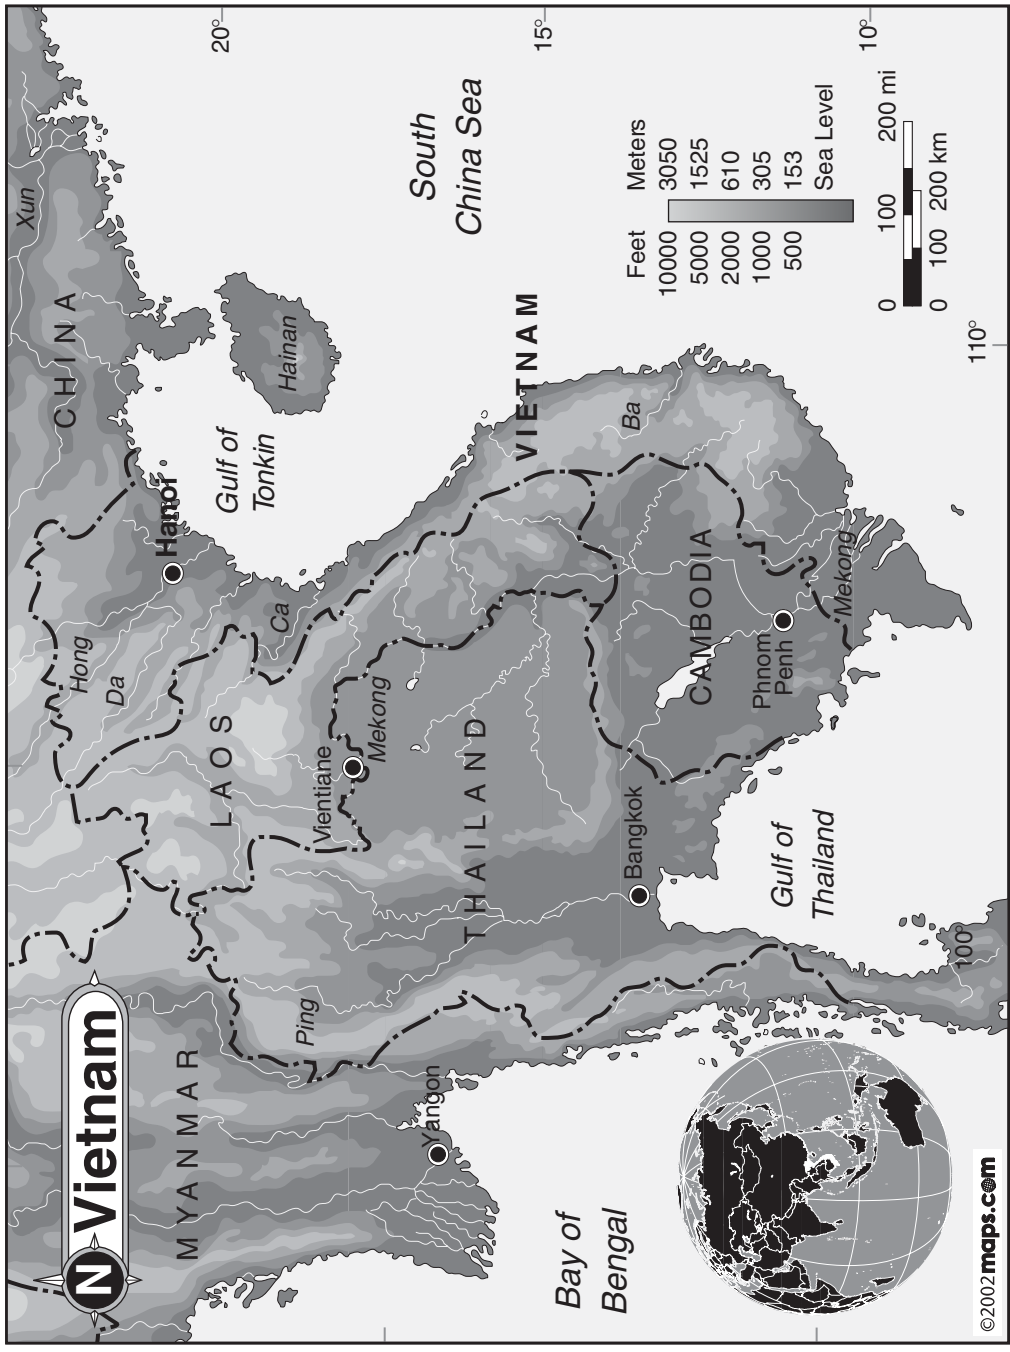 N Vietnam
CHINA
Xun
Hanoi
Hong
Da
Gulf of
Tonkin
Hainan
Ca
LAOS
Vientiane
Mekong
MYANMAR
Ping
Yangon
THAILAND
Bangkok
VIETNAM
Ba
CAMBODIA
Phnom
Penh
Mekong
South
China Sea
Gulf of
Thailand
Bay of
Bengal
20°
15°
10°
100°
110°
Feet Meters
10000 3050
5000 1525
2000 610
1000 305
500 153
Sea Level
0 100 200 mi
0 100 200 km
©2002maps.com